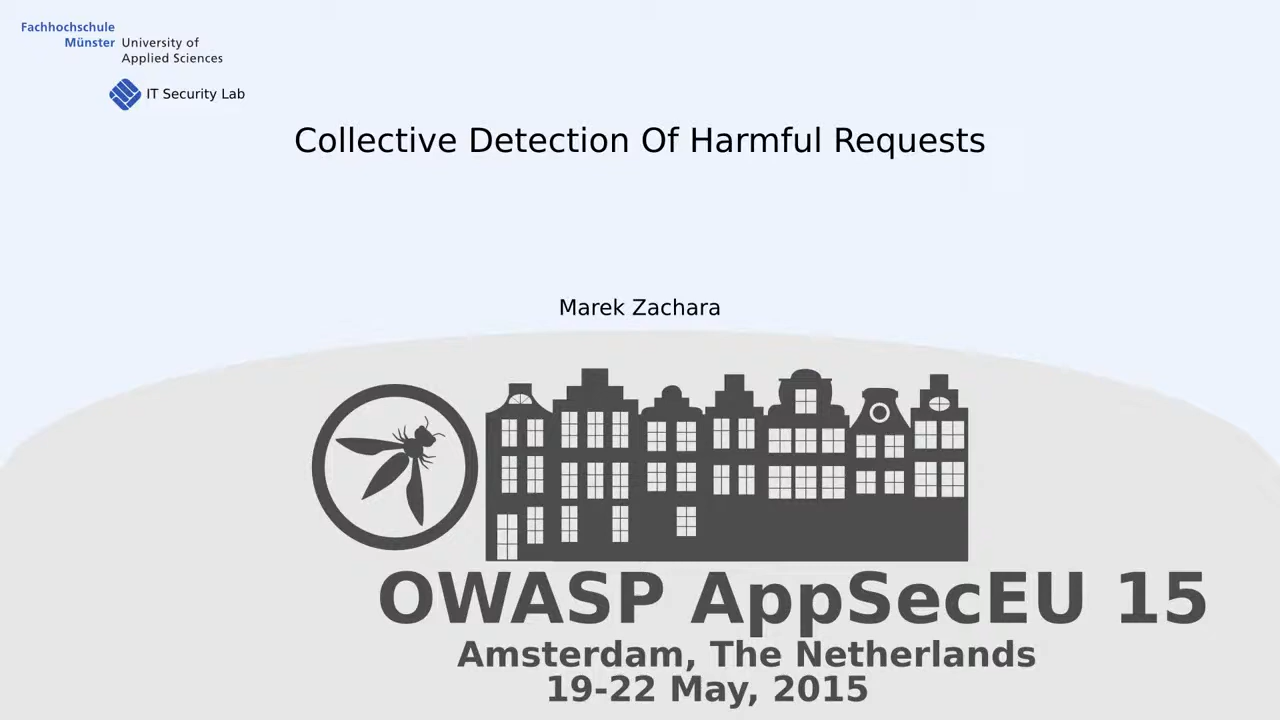 Fachhochschule
Münster University of
Applied Sciences
IT Security Lab
Collective Detection Of Harmful Requests
Marek Zachara
OWASP AppSecEU 15
Amsterdam, The Netherlands
19-22 May, 2015